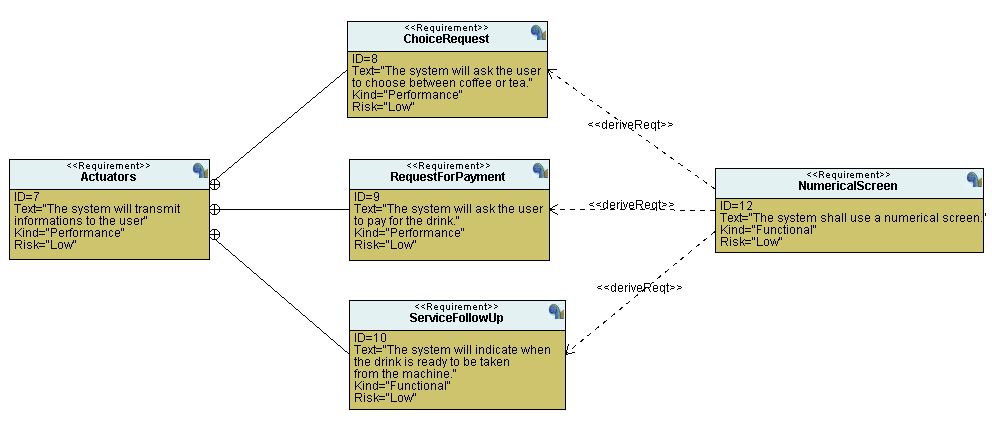 <<Requirement>>
ChoiceRequest
ID=8
Text="The system will ask the user
to choose between coffee or tea."
Kind="Performance"
Risk="Low"
<<deriveReqt>>
<<Requirement>>
Actuators
ID=7
Text="The system will transmit
informations to the user"
Kind="Performance"
Risk="Low"
<<Requirement>>
RequestForPayment
ID=9
Text="The system will ask the user
to pay for the drink."
Kind="Performance"
Risk="Low"
<<deriveReqt>>
<<Requirement>>
NumericalScreen
ID=12
Text="The system shall use a numerical screen."
Kind="Functional"
Risk="Low"
<<deriveReqt>>
<<Requirement>>
ServiceFollowUp
ID=10
Text="The system will indicate when
the drink is ready to be taken
from the machine."
Kind="Functional"
Risk="Low"